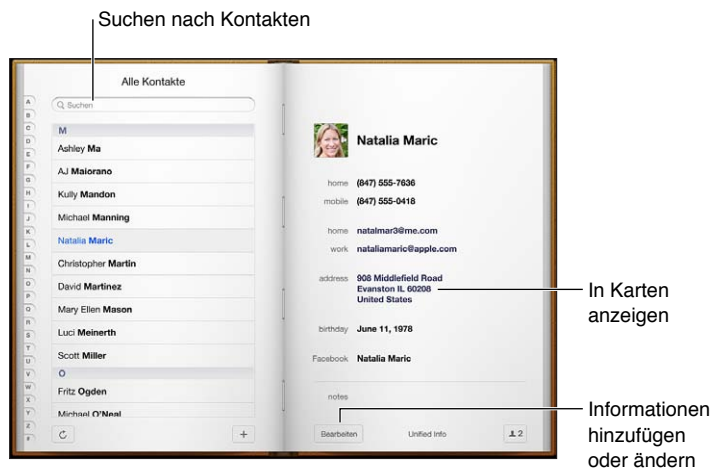 Suchen nach Kontakten
Alle Kontakte
Suchen
A
B
C
D
E
F
G
H
I
J
K
L
M
N
O
P
Q
R
S
T
U
V
W
X
Y
Z
#
M
Ashley Ma
AJ Maiorano
Kully Mandon
Michael Manning
Natalia Maric
Christopher Martin
David Martinez
Mary Ellen Mason
Luci Meinerth
Scott Miller
O
Fritz Ogden
Michael O'Neal
Natalia Maric
home (847) 555-7636
mobile (847) 555-0418
home natalmar3@me.com
work nataliamaric@apple.com
address 908 Middlefield Road
Evanston IL 60208
United States
birthday June 11, 1978
Facebook Natalia Maric
notes
Bearbeiten Unified Info 2
In Karten
anzeigen
Informationen
hinzufügen
oder ändern